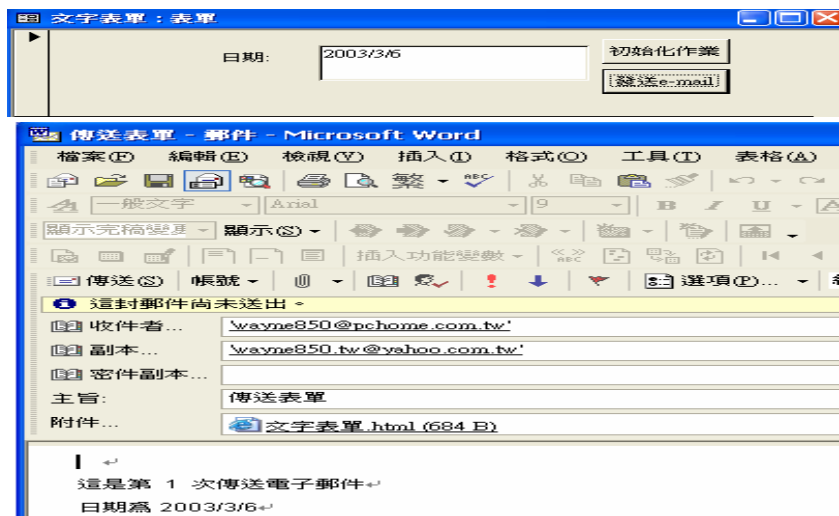 文字表單：表單
日期: 2003/3/6 初始化作業
發送e-mail
傳送表單 - 郵件 - Microsoft Word
檔案(F) 編輯(E) 檢視(V) 插入(I) 格式(O) 工具(T) 表格(A)
繁 ABC
一般文字 Arial 9 B I U A
顯示完稿變更 顯示(S)
插入功能變數 ABC
傳送(S) 帳號 選項(P)...
這封郵件尚未送出。
收件者... 'wayne850@pchome.com.tw'
副本... 'wayne850.tw@yahoo.com.tw'
密件副本...
主旨: 傳送表單
附件... 文字表單.html (684 B)
這是第 1 次傳送電子郵件
日期為 2003/3/6